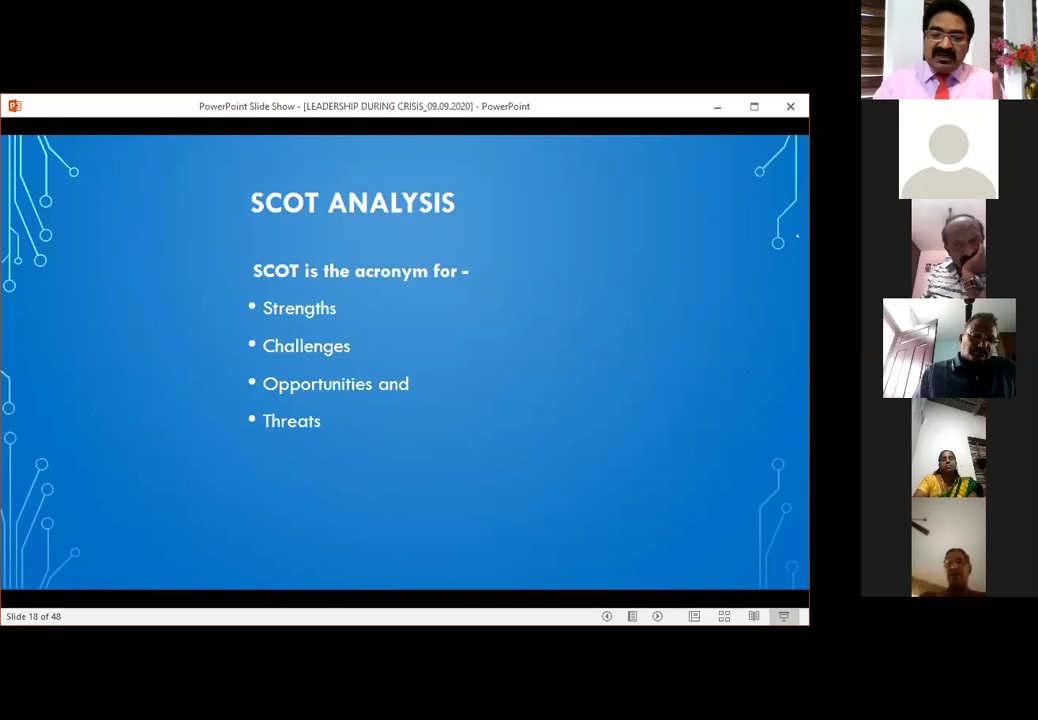 PowerPoint Slide Show - [LEADERSHIP DURING CRISIS_09.09.2020] - PowerPoint
SCOT ANALYSIS
SCOT is the acronym for -
• Strengths
• Challenges
• Opportunities and
• Threats
Slide 18 of 48